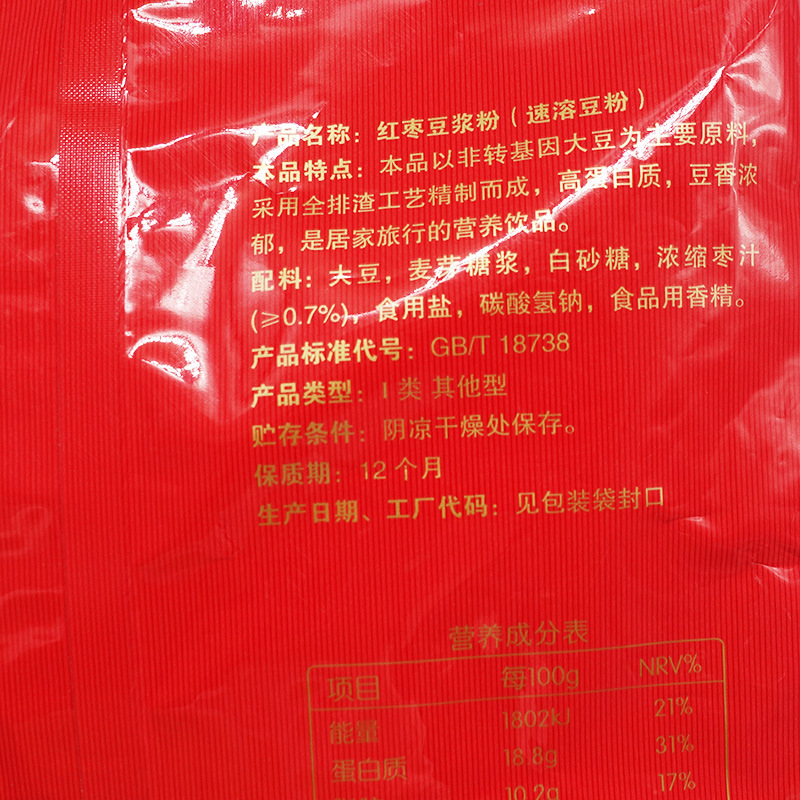 产品名称：红枣豆浆粉（速溶豆粉）
本品特点：本品以非转基因大豆为主要原料，
采用全排渣工艺精制而成，高蛋白质，豆香浓
郁，是居家旅行的营养饮品。
配料：大豆，麦芽糖浆，白砂糖，浓缩枣汁
(≥0.7%)，食用盐，碳酸氢钠，食品用香精。
产品标准代号：GB/T 18738
产品类型：I类 其他型
贮存条件：阴凉干燥处保存。
保质期：12个月
生产日期、工厂代码：见包装袋封口
营养成分表
项目 每100g NRV%
能量 1802kJ 21%
蛋白质 18.8g 31%
10.2g 17%